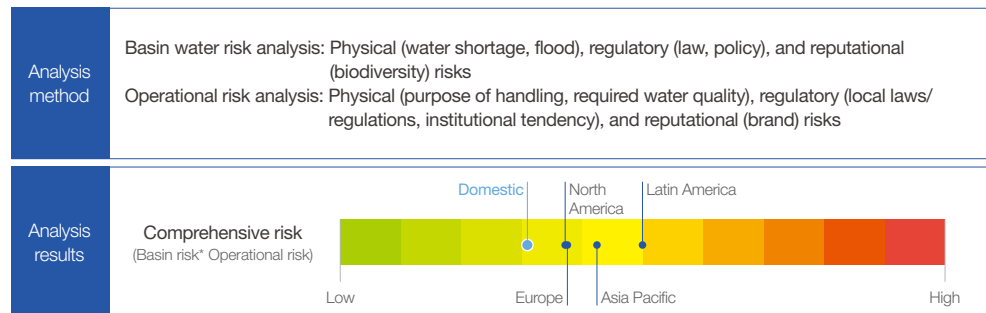 Analysis
method
Basin water risk analysis: Physical (water shortage, flood), regulatory (law, policy), and reputational
(biodiversity) risks
Operational risk analysis: Physical (purpose of handling, required water quality), regulatory (local laws/
regulations, institutional tendency), and reputational (brand) risks
Analysis
results
Comprehensive risk
(Basin risk* Operational risk)
Domestic
North
America
Latin America
Low
Europe
Asia Pacific
High